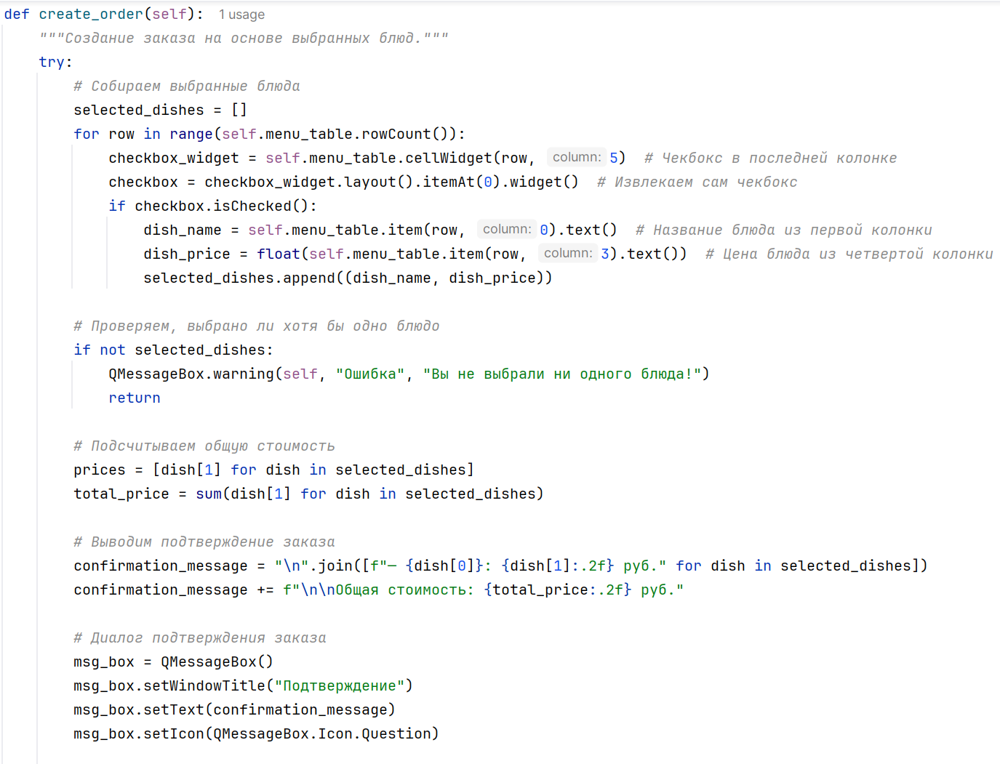 def create_order(self): 1 usage
"""Создание заказа на основе выбранных блюд."""
try:
# Собираем выбранные блюда
selected_dishes = []
for row in range(self.menu_table.rowCount()):
checkbox_widget = self.menu_table.cellWidget(row, column: 5) # Чекбокс в последней колонке
checkbox = checkbox_widget.layout().itemAt(0).widget() # Извлекаем сам чекбокс
if checkbox.isChecked():
dish_name = self.menu_table.item(row, column: 0).text() # Название блюда из первой колонки
dish_price = float(self.menu_table.item(row, column: 3).text()) # Цена блюда из четвертой колонки
selected_dishes.append((dish_name, dish_price))
# Проверяем, выбрано ли хотя бы одно блюдо
if not selected_dishes:
QMessageBox.warning(self, "Ошибка", "Вы не выбрали ни одного блюда!")
return
# Подсчитываем общую стоимость
prices = [dish[1] for dish in selected_dishes]
total_price = sum(dish[1] for dish in selected_dishes)
# Выводим подтверждение заказа
confirmation_message = "\n".join([f"— {dish[0]}: {dish[1]:.2f} руб." for dish in selected_dishes])
confirmation_message += f"\n\nОбщая стоимость: {total_price:.2f} руб."
# Диалог подтверждения заказа
msg_box = QMessageBox()
msg_box.setWindowTitle("Подтверждение")
msg_box.setText(confirmation_message)
msg_box.setIcon(QMessageBox.Icon.Question)